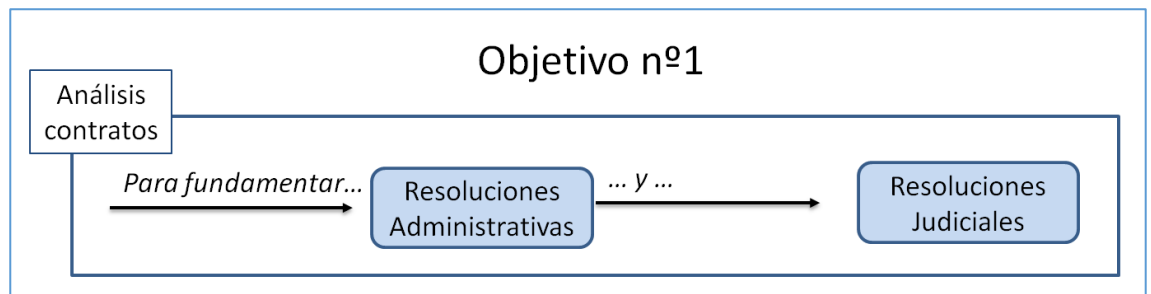 Objetivo nº1
Análisis
contratos
Para fundamentar...
Resoluciones
Administrativas
... y ...
Resoluciones
Judiciales